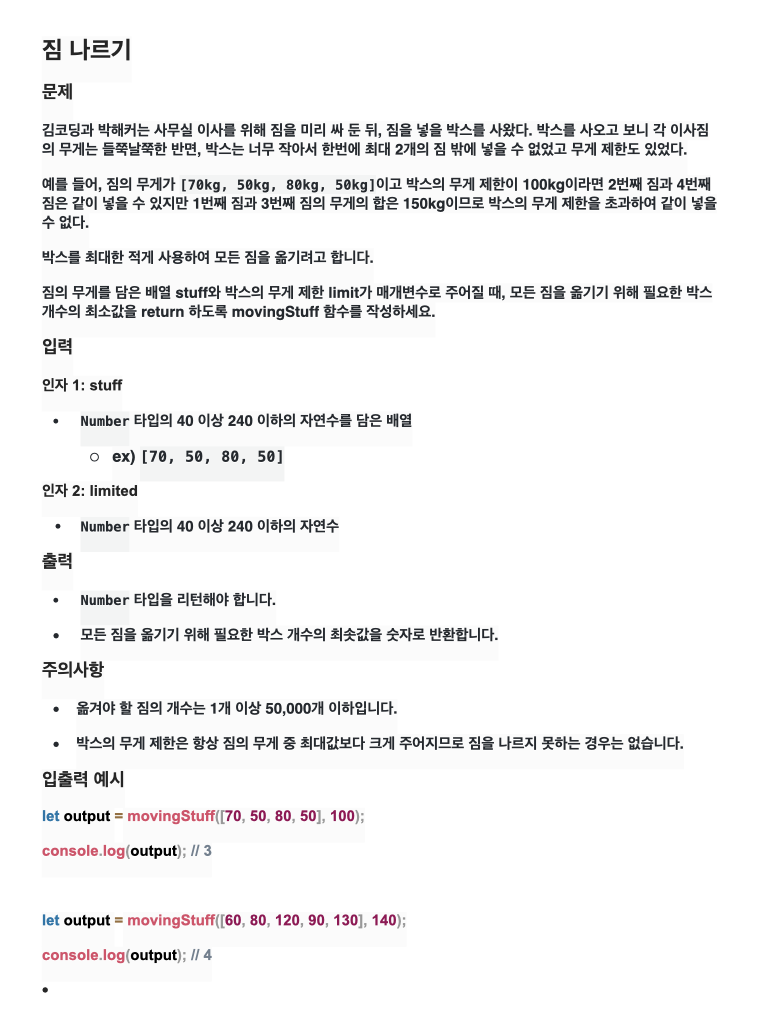 짐 나르기
문제
김코딩과 박해커는 사무실 이사를 위해 짐을 미리 싸 둔 뒤, 짐을 넣을 박스를 사왔다. 박스를 사오고 보니 각 이사짐
의 무게는 들쭉날쭉한 반면, 박스는 너무 작아서 한번에 최대 2개의 짐 밖에 넣을 수 없었고 무게 제한도 있었다.
예를 들어, 짐의 무게가 [70kg, 50kg, 80kg, 50kg]이고 박스의 무게 제한이 100kg이라면 2번째 짐과 4번째
짐은 같이 넣을 수 있지만 1번째 짐과 3번째 짐의 무게의 합은 150kg이므로 박스의 무게 제한을 초과하여 같이 넣을
수 없다.
박스를 최대한 적게 사용하여 모든 짐을 옮기려고 합니다.
짐의 무게를 담은 배열 stuff와 박스의 무게 제한 limit가 매개변수로 주어질 때, 모든 짐을 옮기기 위해 필요한 박스
개수의 최소값을 return 하도록 movingStuff 함수를 작성하세요.
입력
인자 1: stuff
• Number 타입의 40 이상 240 이하의 자연수를 담은 배열
○ ex) [70, 50, 80, 50]
인자 2: limited
• Number 타입의 40 이상 240 이하의 자연수
출력
• Number 타입을 리턴해야 합니다.
• 모든 짐을 옮기기 위해 필요한 박스 개수의 최솟값을 숫자로 반환합니다.
주의사항
• 옮겨야 할 짐의 개수는 1개 이상 50,000개 이하입니다.
• 박스의 무게 제한은 항상 짐의 무게 중 최대값보다 크게 주어지므로 짐을 나르지 못하는 경우는 없습니다.
입출력 예시
let output = movingStuff([70, 50, 80, 50], 100);
console.log(output); // 3
let output = movingStuff([60, 80, 120, 90, 130], 140);
console.log(output); // 4
•